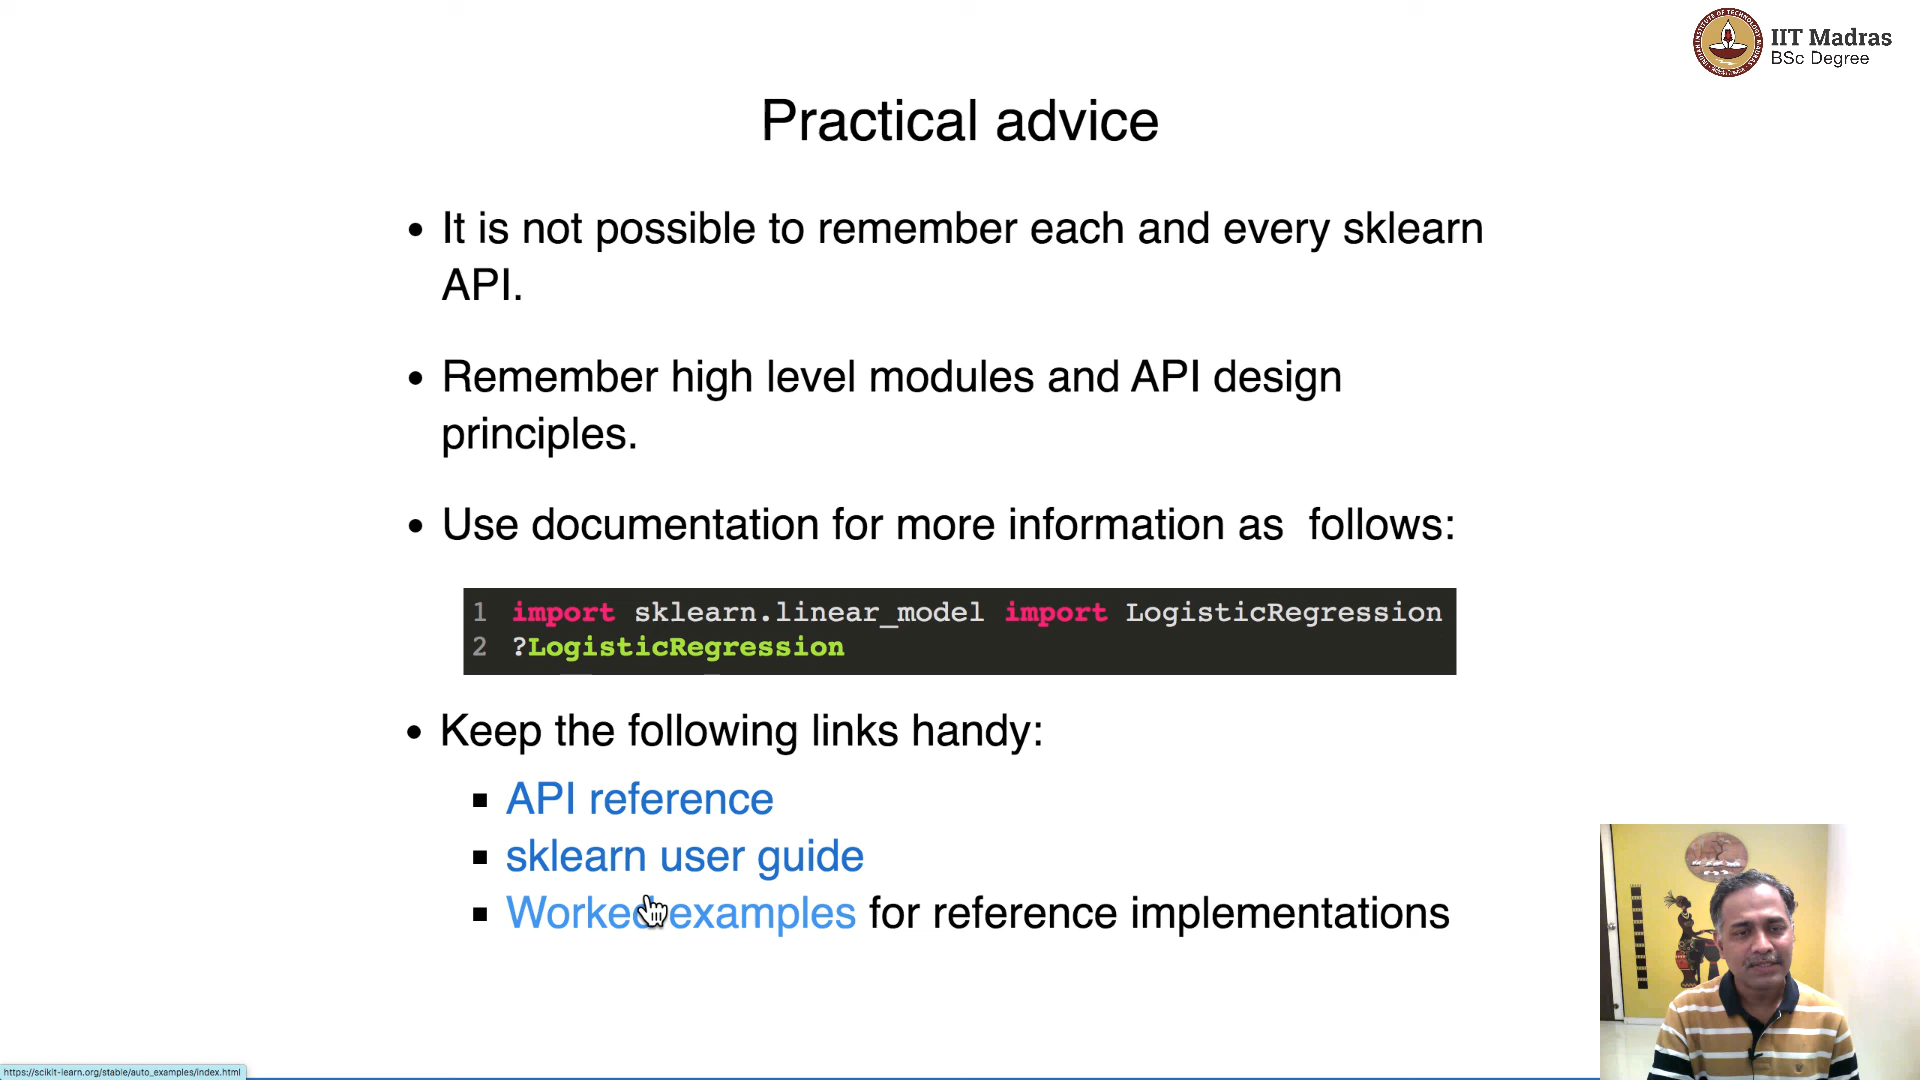 IIT Madras
BSc Degree
Practical advice
• It is not possible to remember each and every sklearn
API.
• Remember high level modules and API design
principles.
• Use documentation for more information as  follows:
1 import sklearn.linear_model import LogisticRegression
2 ?LogisticRegression
• Keep the following links handy:
▪ API reference
▪ sklearn user guide
▪ Worked examples for reference implementations
https://scikit-learn.org/stable/auto_examples/index.html